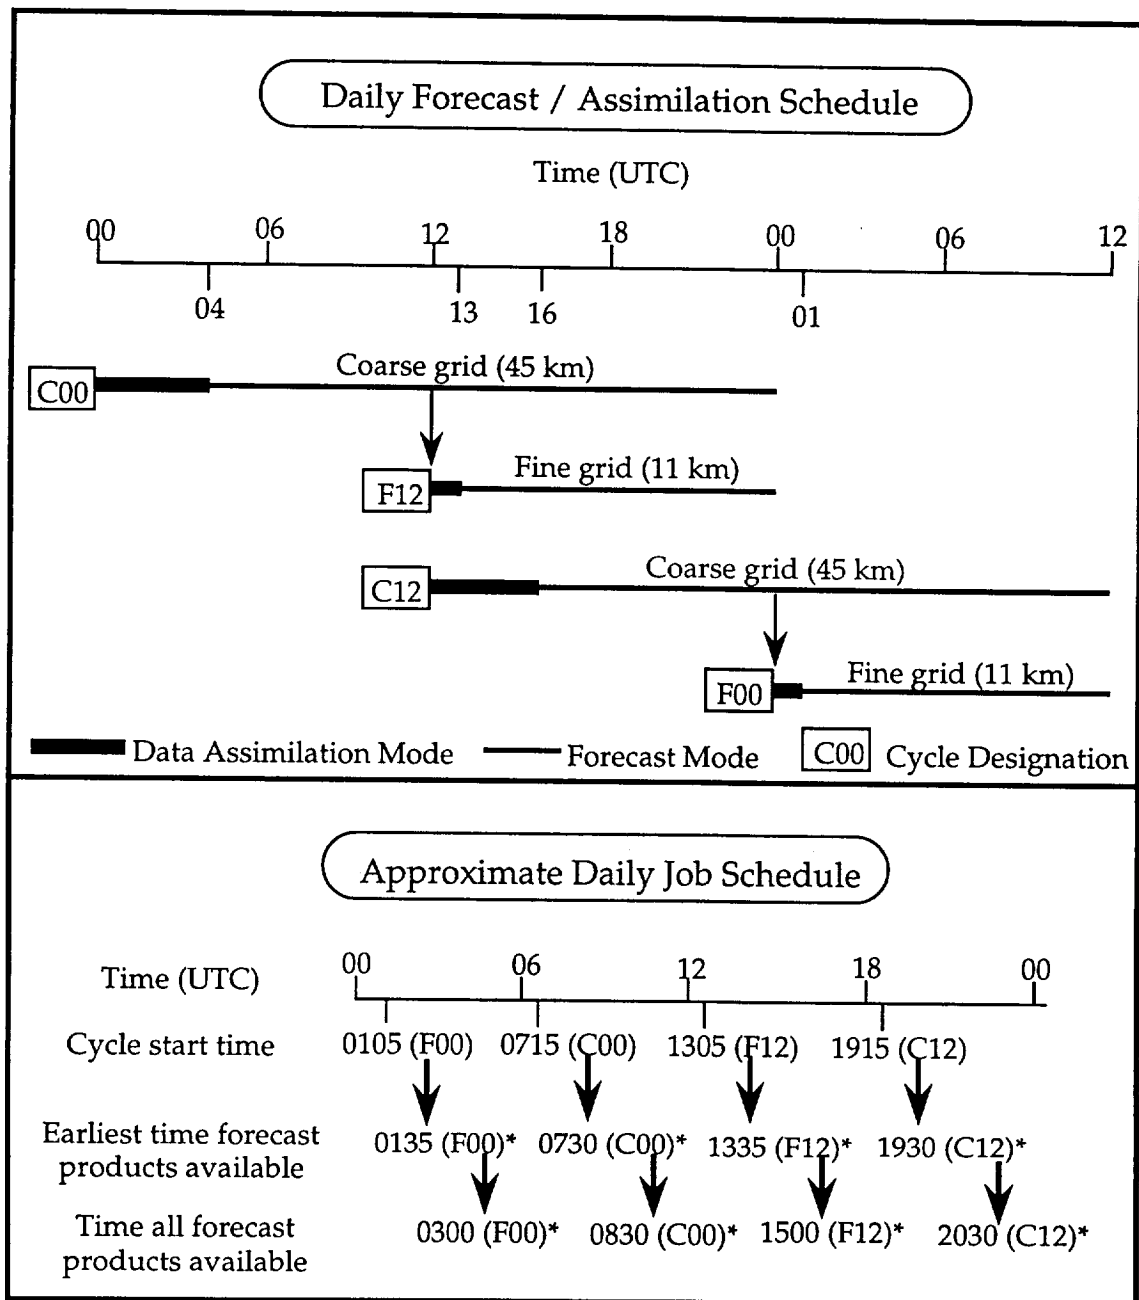 Daily Forecast / Assimilation Schedule
Time (UTC)
00 06 12 18 00 06 12
04 13 16 01
Coarse grid (45 km)
C00
Fine grid (11 km)
F12
Coarse grid (45 km)
C12
Fine grid (11 km)
F00
Data Assimilation Mode Forecast Mode C00 Cycle Designation
Approximate Daily Job Schedule
Time (UTC) 00 06 12 18 00
Cycle start time 0105 (F00) 0715 (C00) 1305 (F12) 1915 (C12)
Earliest time forecast
products available 0135 (F00)* 0730 (C00)* 1335 (F12)* 1930 (C12)*
Time all forecast
products available 0300 (F00)* 0830 (C00)* 1500 (F12)* 2030 (C12)*